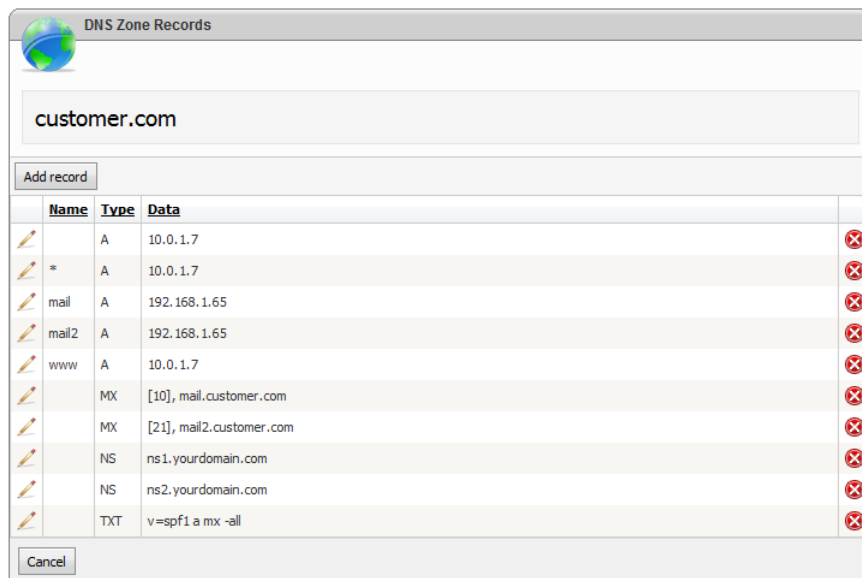 DNS Zone Records
customer.com
Add record
Name Type Data
A 10.0.1.7
* A 10.0.1.7
mail A 192.168.1.65
mail2 A 192.168.1.65
www A 10.0.1.7
MX [10], mail.customer.com
MX [21], mail2.customer.com
NS ns1.yourdomain.com
NS ns2.yourdomain.com
TXT v=spf1 a mx -all
Cancel